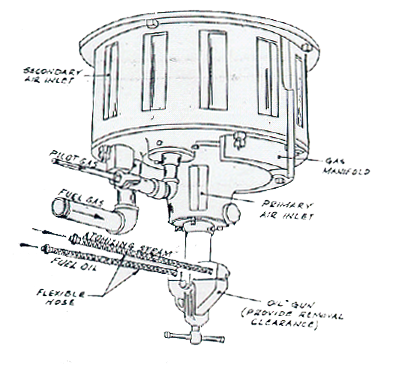 SECONDARY
AIR INLET
PILOT GAS
FUEL GAS
GAS
MANIFOLD
PRIMARY
AIR INLET
ATOMIZING STEAM
FUEL OIL
FLEXIBLE
HOSE
OIL GUN
(PROVIDE REMOVAL
CLEARANCE)